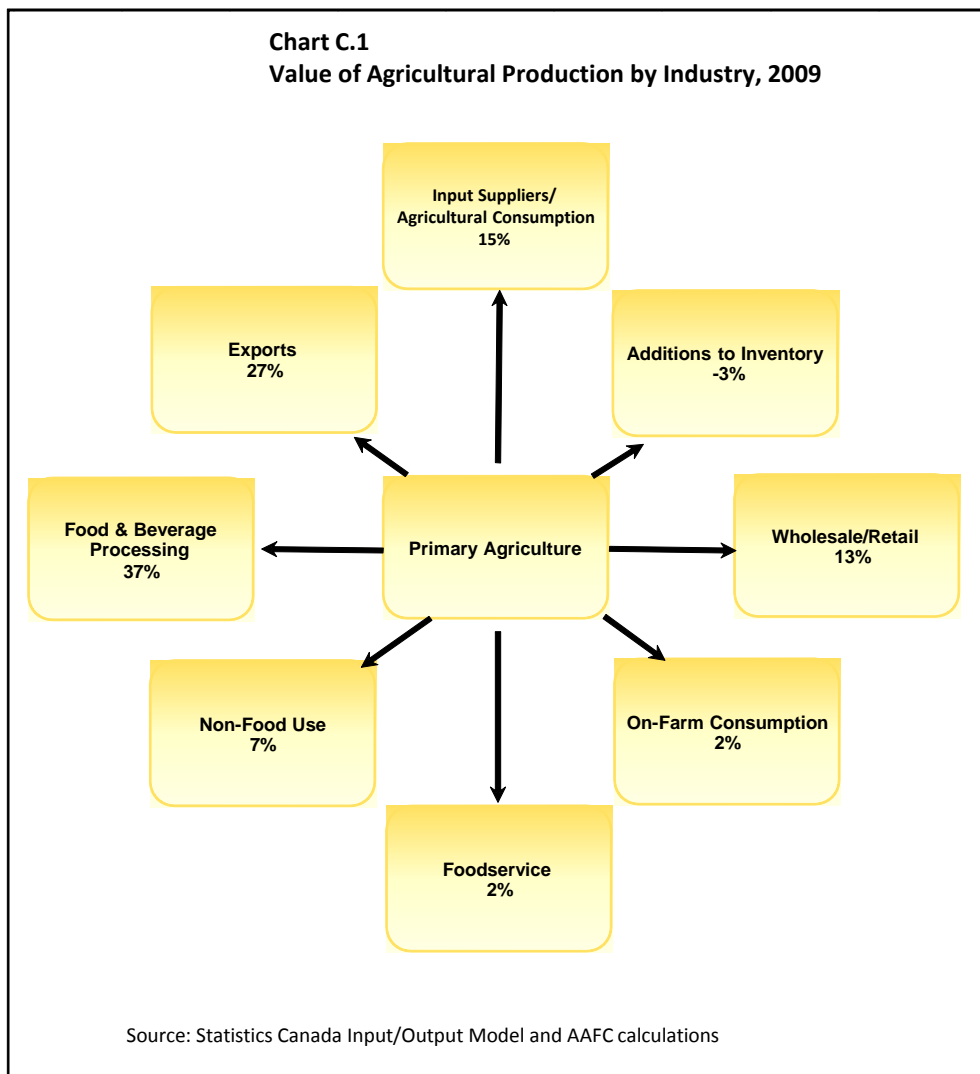 Chart C.1
Value of Agricultural Production by Industry, 2009
Input Suppliers/
Agricultural Consumption
15%
Exports
27%
Additions to Inventory
-3%
Food & Beverage
Processing
37%
Primary Agriculture
Wholesale/Retail
13%
Non-Food Use
7%
On-Farm Consumption
2%
Foodservice
2%
Source: Statistics Canada Input/Output Model and AAFC calculations